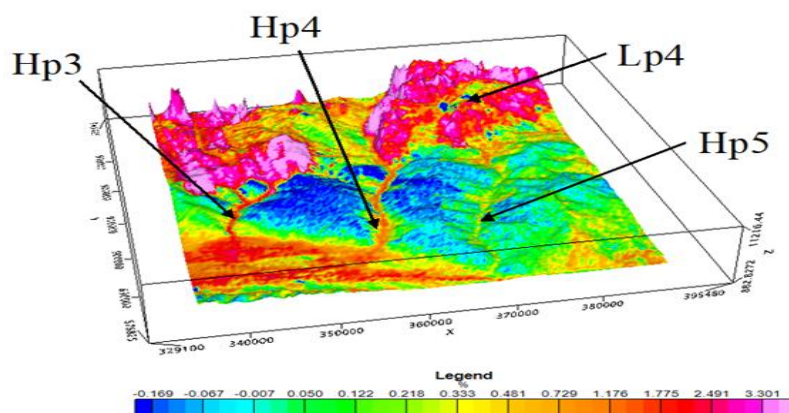 Hp4
Hp3
Lp4
Hp5
11216.44
Z
882.8272
395480
380000
370000
X
360000
350000
340000
329100
Legend
%
-0.169 -0.067 -0.007 0.050 0.122 0.218 0.333 0.481 0.729 1.176 1.775 2.491 3.301